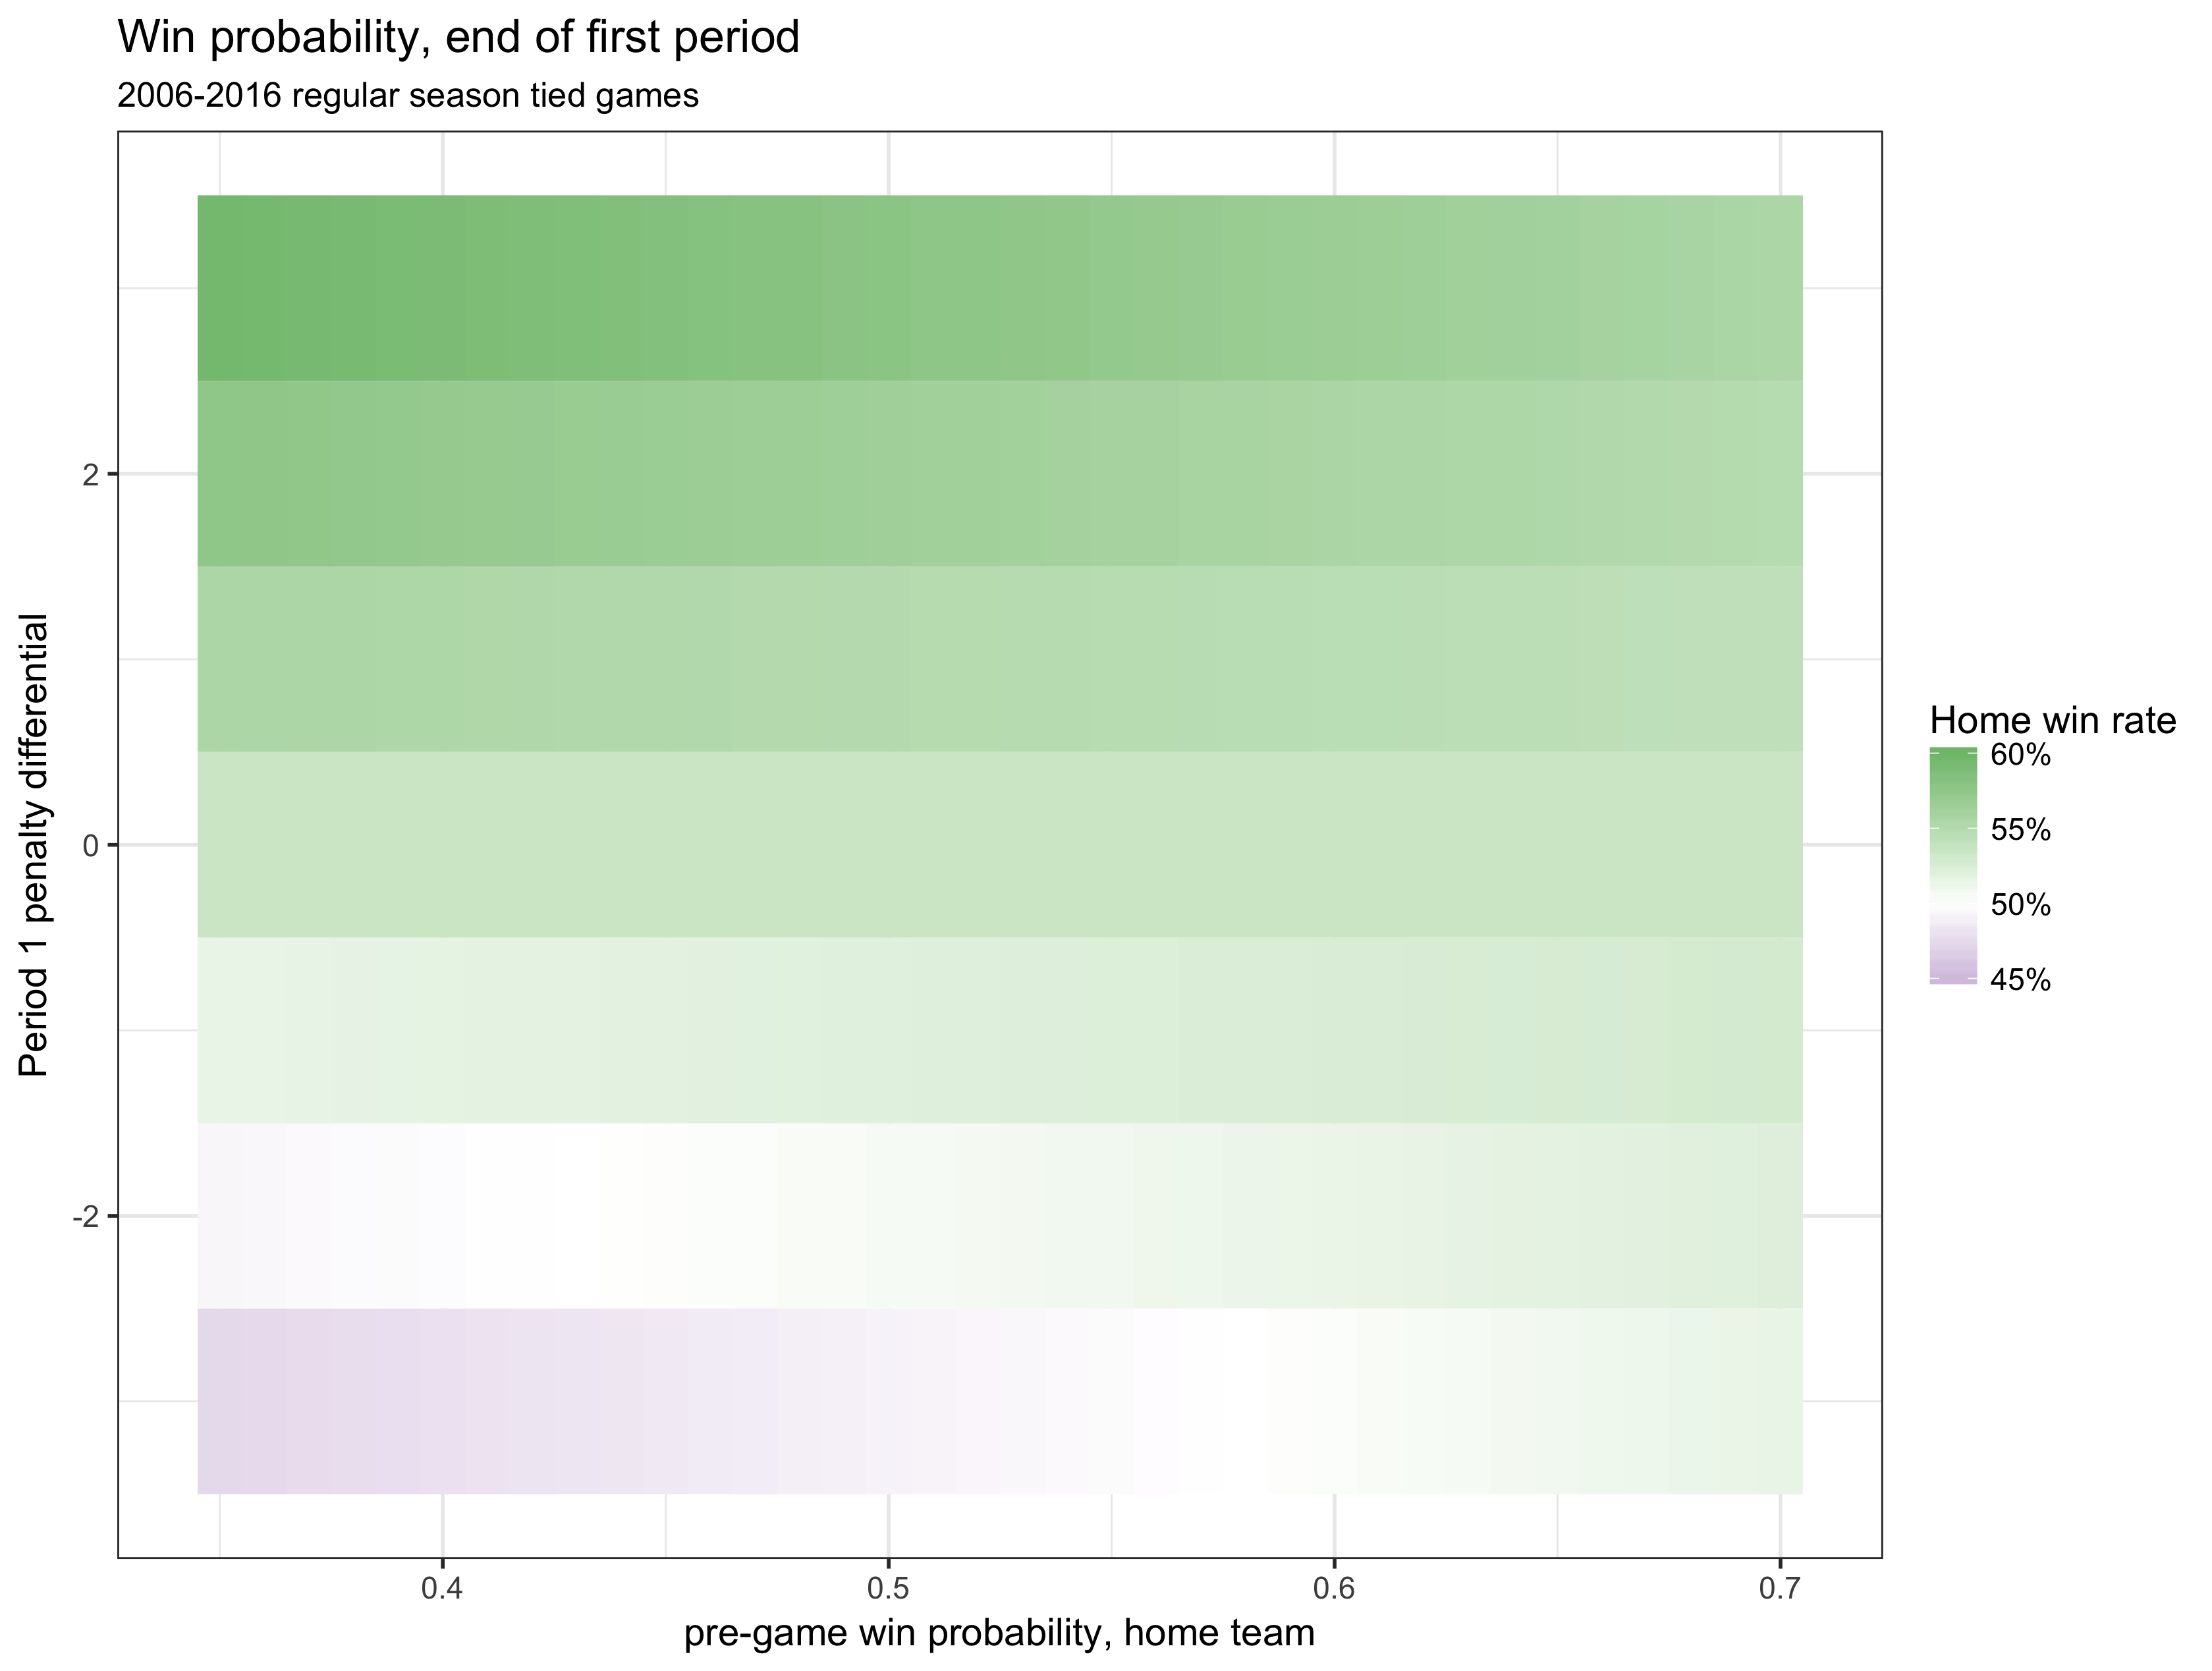 Win probability, end of first period
2006-2016 regular season tied games
Period 1 penalty differential
2
0
-2
0.4
0.5
0.6
0.7
pre-game win probability, home team
Home win rate
60%
55%
50%
45%